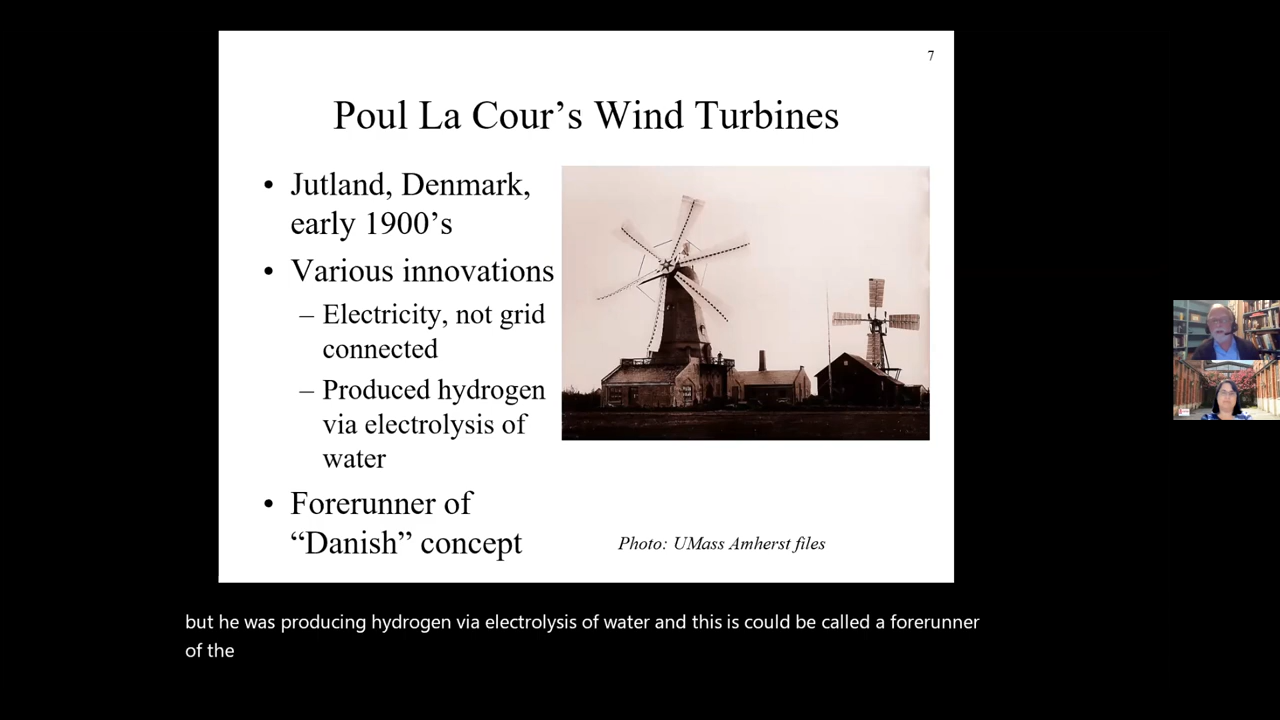 7
Poul La Cour’s Wind Turbines
• Jutland, Denmark,
early 1900’s
• Various innovations
– Electricity, not grid
connected
– Produced hydrogen
via electrolysis of
water
• Forerunner of
“Danish” concept
Photo: UMass Amherst files
but he was producing hydrogen via electrolysis of water and this is could be called a forerunner
of the